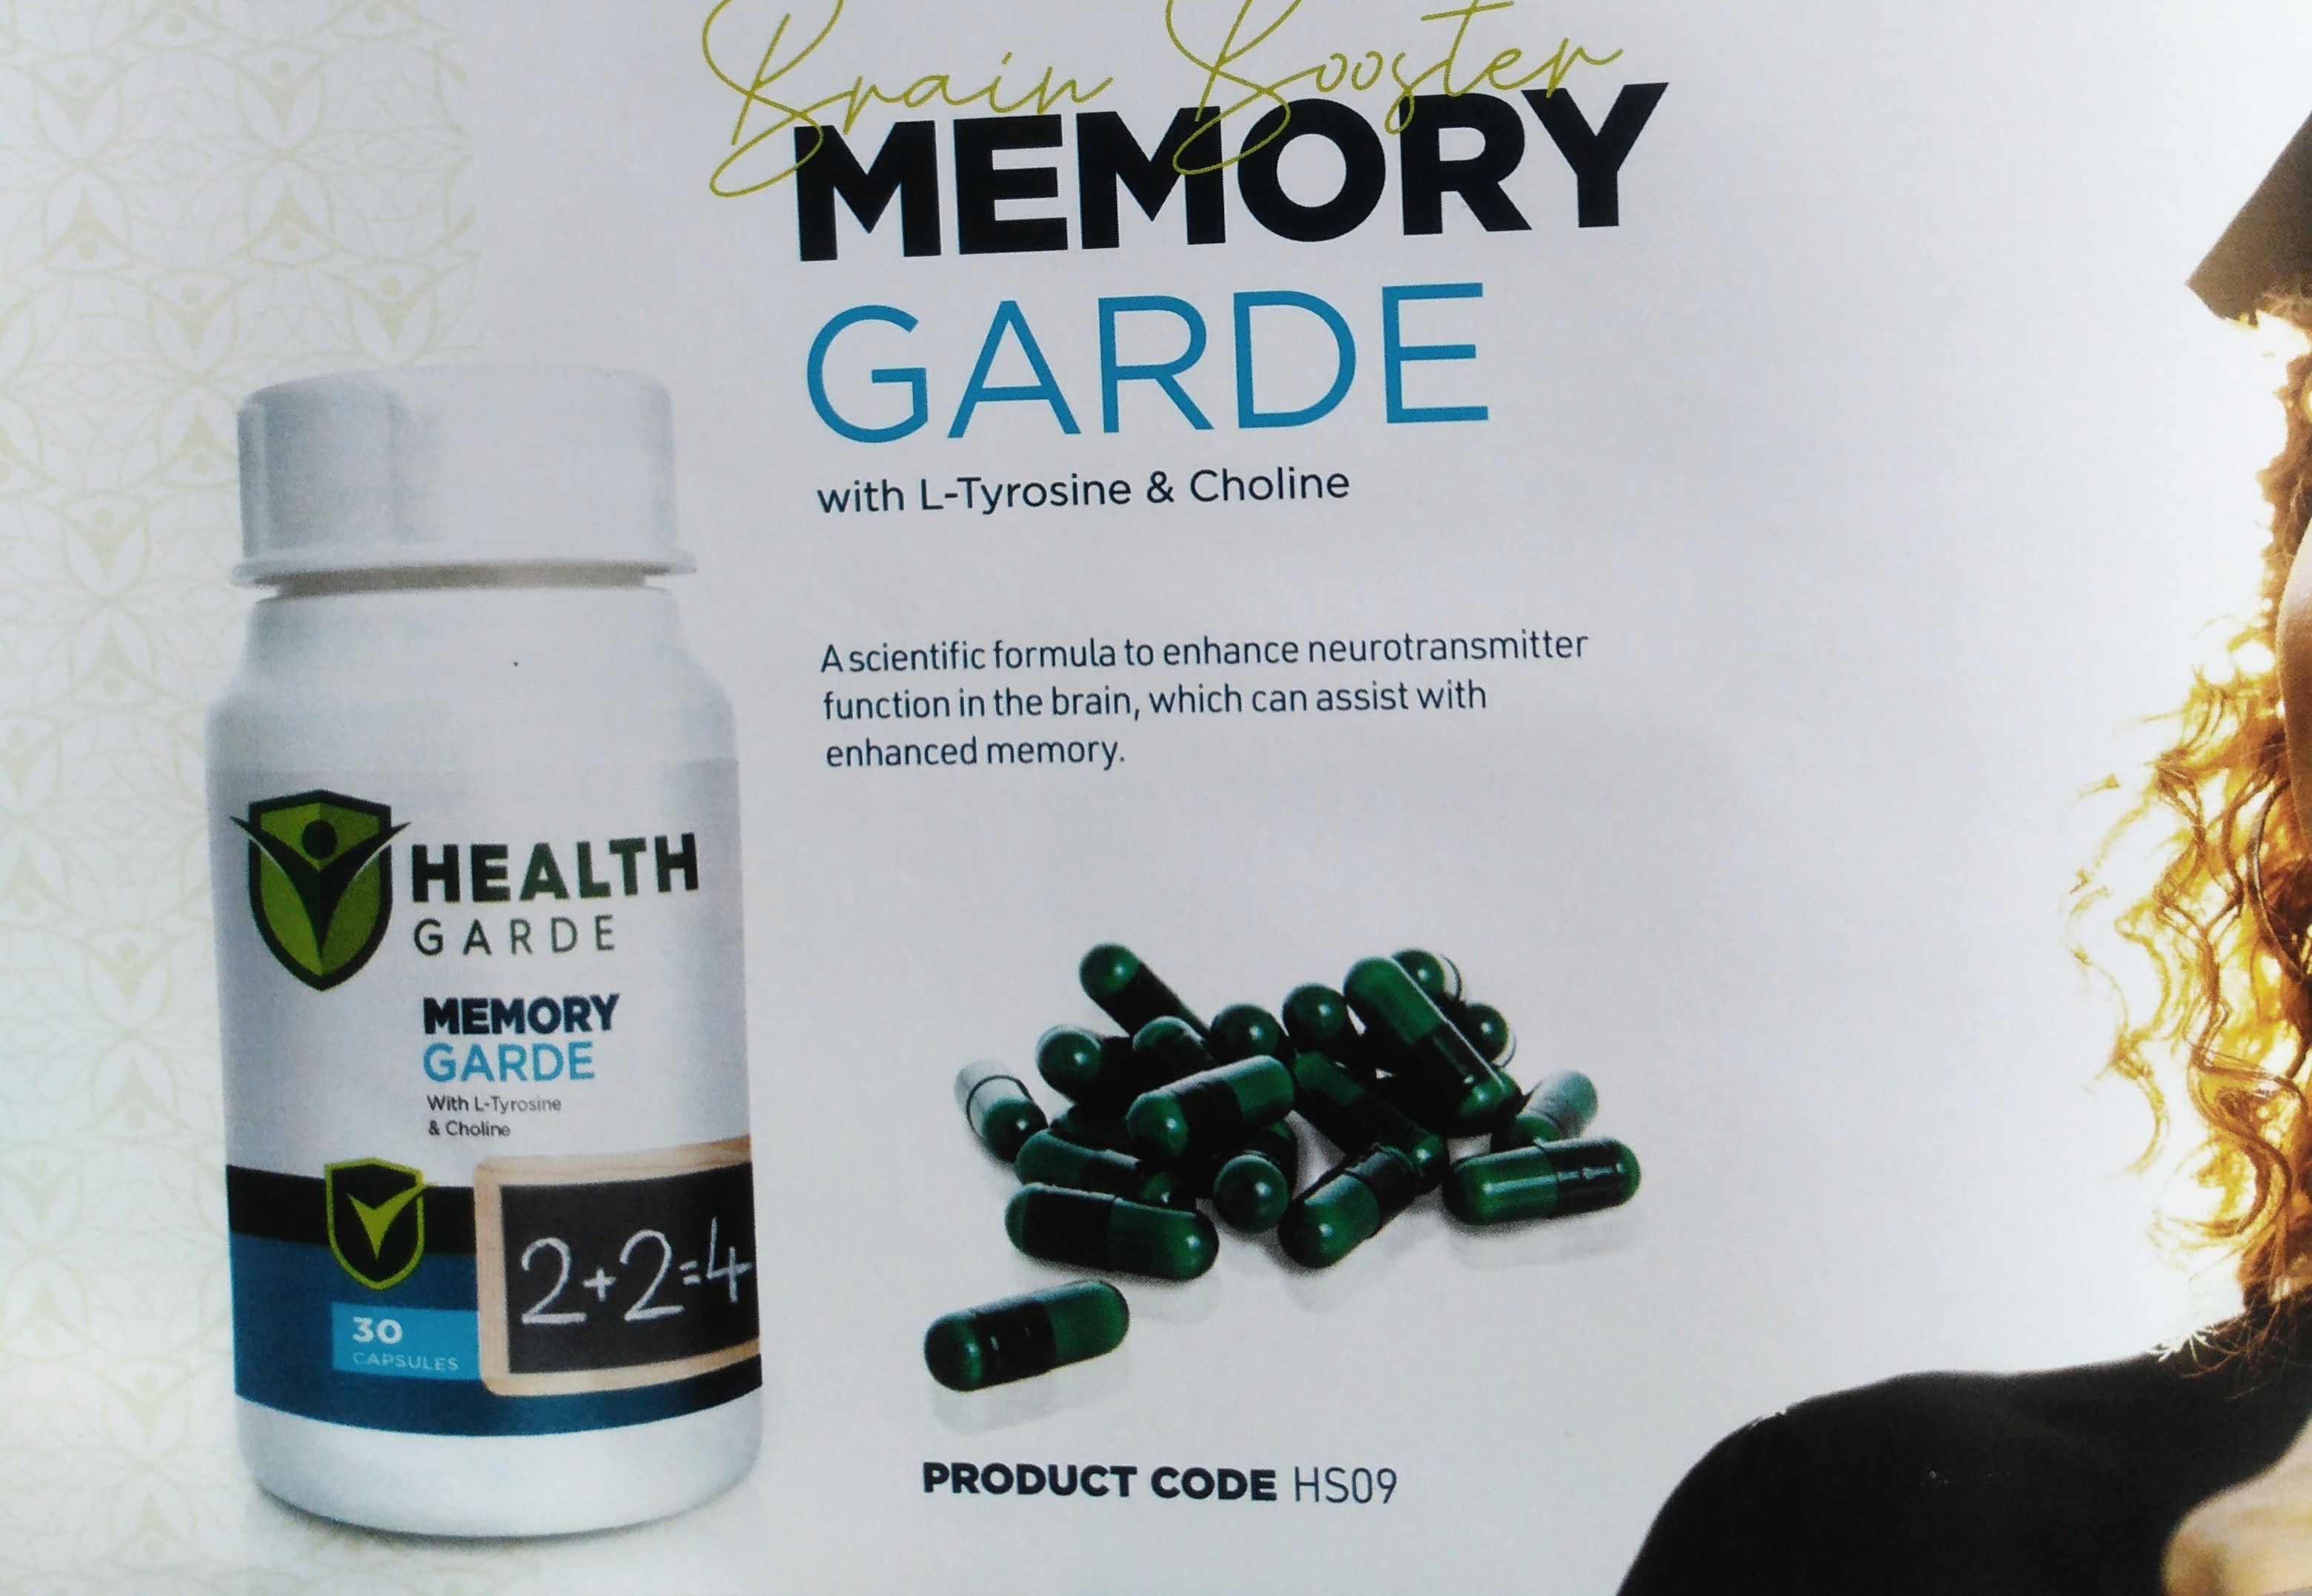 Brain Booster
MEMORY
GARDE
with L-Tyrosine & Choline
A scientific formula to enhance neurotransmitter
function in the brain, which can assist with
enhanced memory.
HEALTH
GARDE
MEMORY
GARDE
With L-Tyrosine
& Choline
2+2=4
30
CAPSULES
PRODUCT CODE HS09